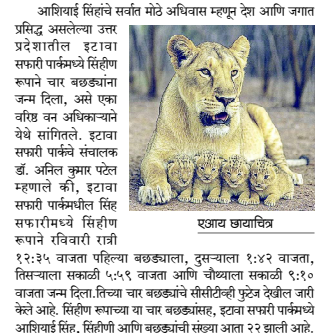 आशियाई सिंहांचे सर्वात मोठे अधिवास म्हणून देश आणि जगात
प्रसिद्ध असलेल्या उत्तर
प्रदेशातील इटावा
सफारी पार्कमध्ये सिंहीण
रूपाने चार बछड्यांना
जन्म दिला, असे एका
वरिष्ठ वन अधिकाऱ्याने
येथे सांगितले. इटावा
सफारी पार्कचे संचालक
डॉ. अनिल कुमार पटेल
म्हणाले की, इटावा
सफारी पार्कमधील सिंह
सफारीमध्ये सिंहीण
रूपाने रविवारी रात्री
एआय छायाचित्र
१२:३५ वाजता पहिल्या बछड्याला, दुसऱ्याला १:४२ वाजता,
तिसऱ्याला सकाळी ५:५९ वाजता आणि चौथ्याला सकाळी ९:१०
वाजता जन्म दिला.तिच्या चार बछड्यांचे सीसीटीव्ही फुटेज देखील जारी
केले आहे. सिंहीण रूपाच्या या चार बछड्यांसह, इटावा सफारी पार्कमध्ये
आशियाई सिंह, सिंहीणी आणि बछड्यांची संख्या आता २२ झाली आहे.